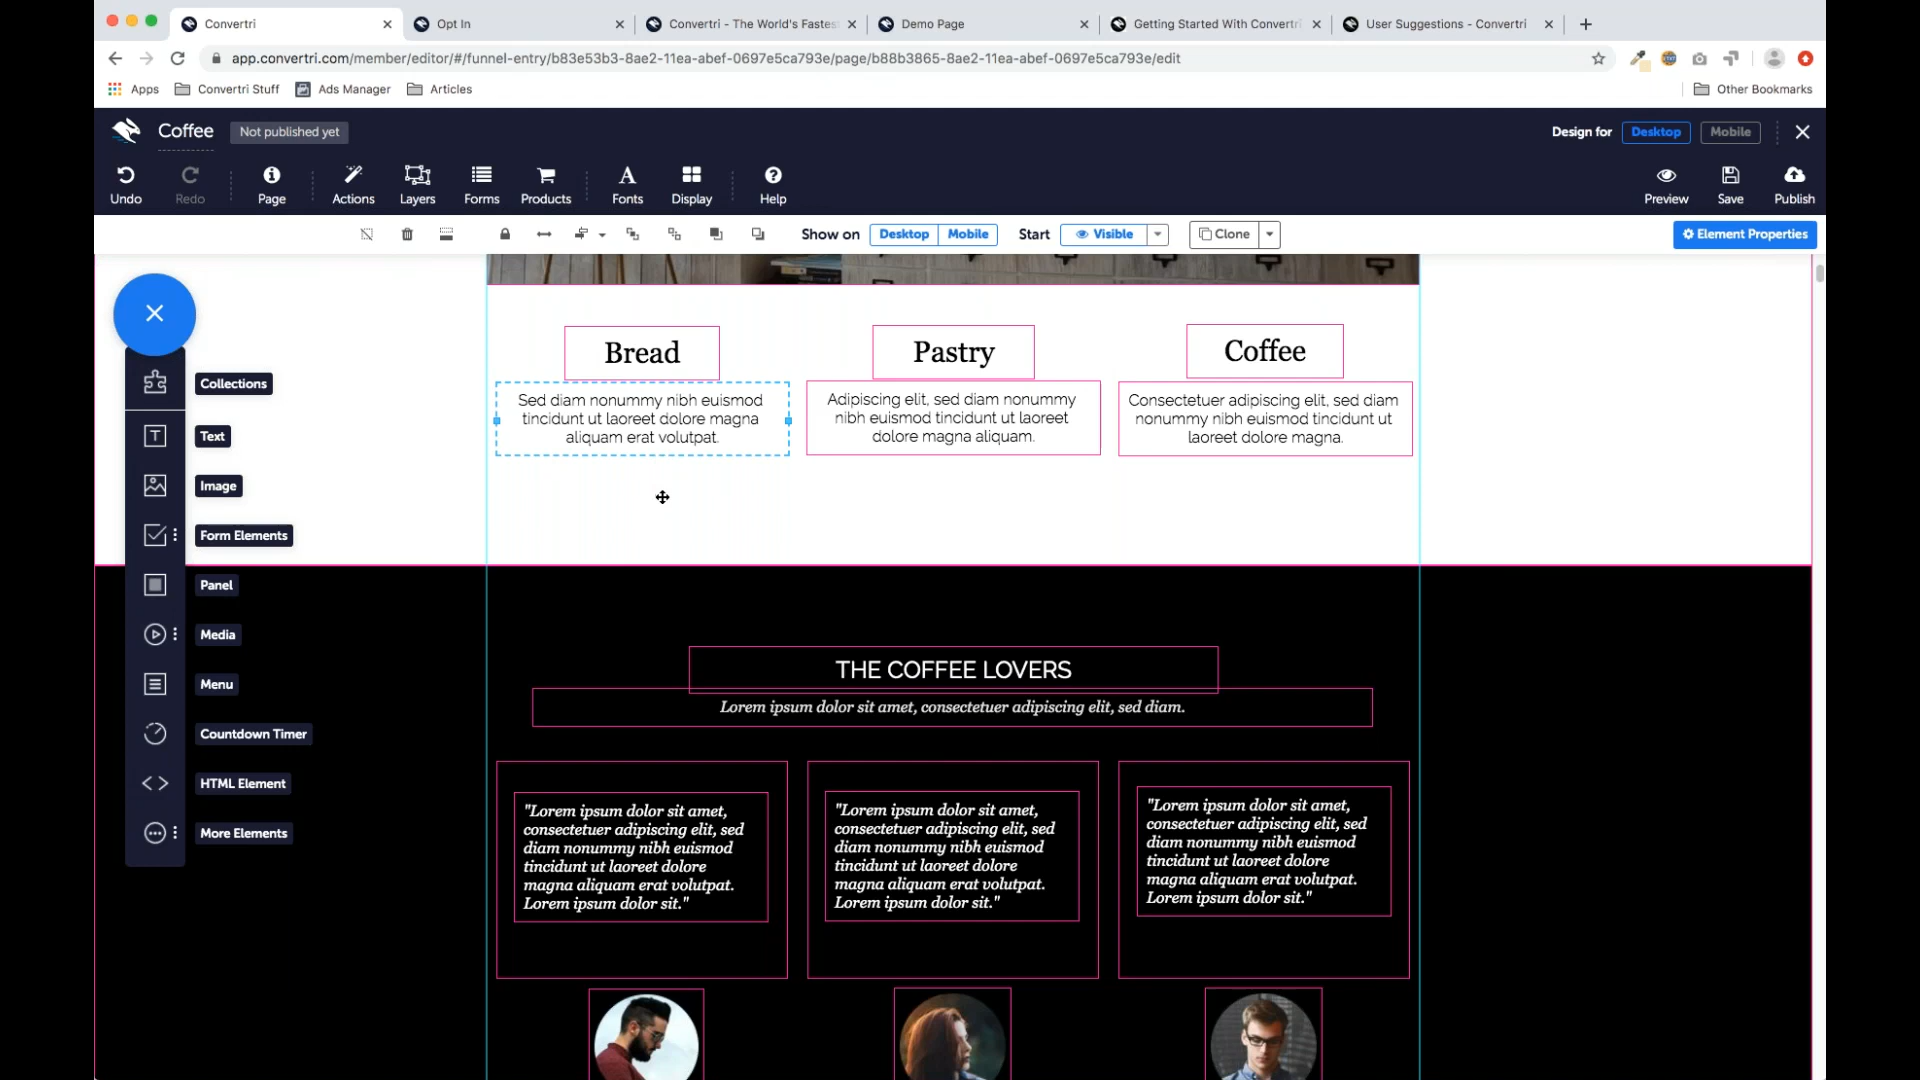 Convertri
Opt In
Convertri - The World's Fastes
Demo Page
Getting Started With Convertri
User Suggestions - Convertri
app.convertri.com/member/editor/#/funnel-entry/b83e53b3-8ae2-11ea-abef-0697e5ca793e/page/b88b3865-8ae2-11ea-abef-0697e5ca793e/edit
Apps
Convertri Stuff
Ads Manager
Articles
Other Bookmarks
Coffee
Not published yet
Design for
Desktop
Mobile
Undo
Redo
Page
Actions
Layers
Forms
Products
Fonts
Display
Help
Preview
Save
Publish
Show on
Desktop
Mobile
Start
Visible
Clone
Element Properties
Collections
Text
Image
Form Elements
Panel
Media
Menu
Countdown Timer
HTML Element
More Elements
Bread
Sed diam nonummy nibh euismod
tincidunt ut laoreet dolore magna
aliquam erat volutpat.
Pastry
Adipiscing elit, sed diam nonummy
nibh euismod tincidunt ut laoreet
dolore magna aliquam.
Coffee
Consectetuer adipiscing elit, sed diam
nonummy nibh euismod tincidunt ut
laoreet dolore magna.
THE COFFEE LOVERS
Lorem ipsum dolor sit amet, consectetuer adipiscing elit, sed diam.
"Lorem ipsum dolor sit amet,
consectetuer adipiscing elit, sed
diam nonummy nibh euismod
tincidunt ut laoreet dolore
magna aliquam erat volutpat.
Lorem ipsum dolor sit."
"Lorem ipsum dolor sit amet,
consectetuer adipiscing elit, sed
diam nonummy nibh euismod
tincidunt ut laoreet dolore
magna aliquam erat volutpat.
Lorem ipsum dolor sit."
"Lorem ipsum dolor sit amet,
consectetuer adipiscing elit, sed
diam nonummy nibh euismod
tincidunt ut laoreet dolore
magna aliquam erat volutpat.
Lorem ipsum dolor sit."